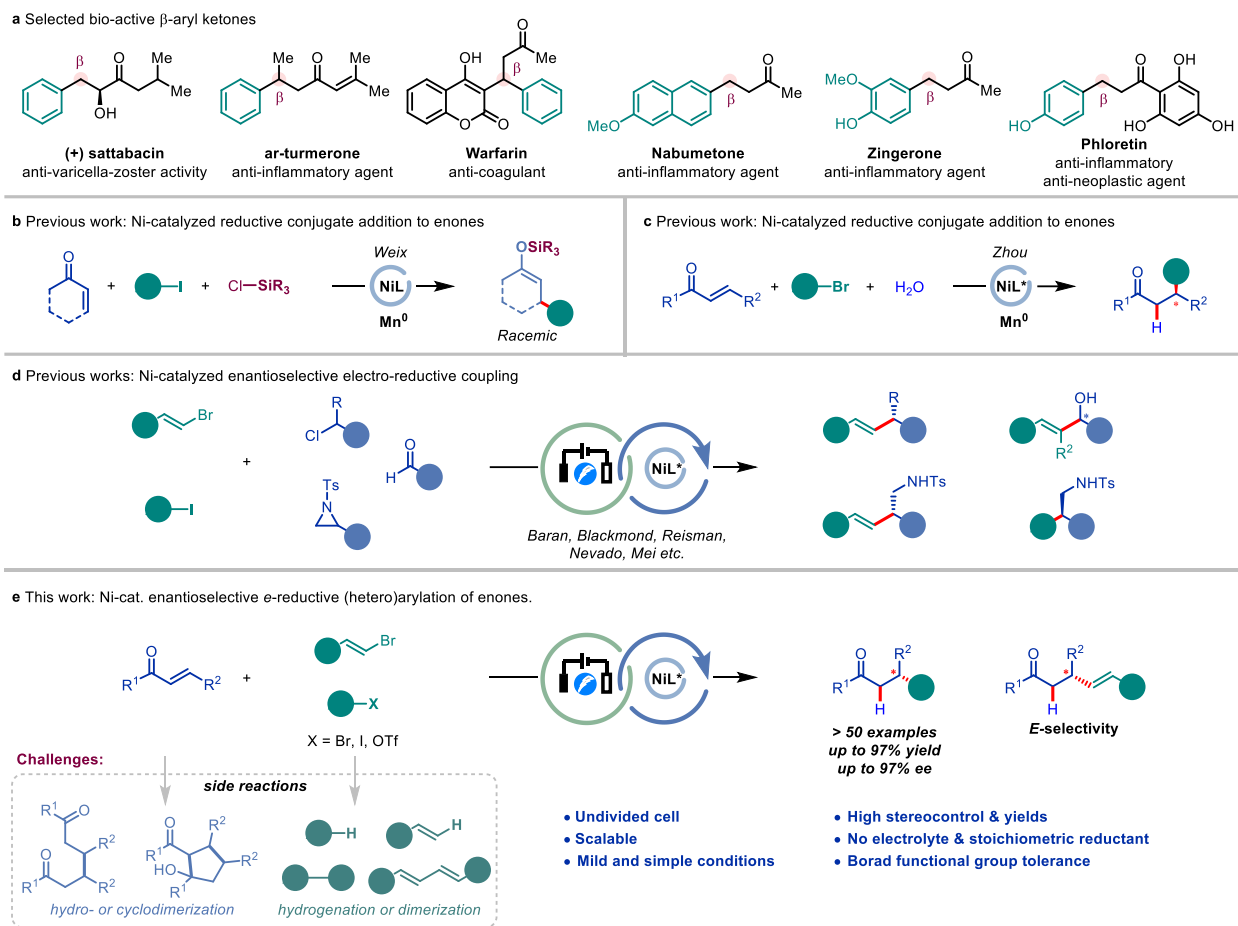 a Selected bio-active β-aryl ketones
β
O
Me
Me
OH
Me
O
Me
Me
β
O
Me
OH
β
O
O
O
Me
β
MeO
O
Me
β
MeO
HO
O
OH
β
HO
HO
OH
(+) sattabacin
anti-varicella-zoster activity
ar-turmerone
anti-inflammatory agent
Warfarin
anti-coagulant
Nabumetone
anti-inflammatory agent
Zingerone
anti-inflammatory agent
Phloretin
anti-inflammatory
anti-neoplastic agent
b Previous work: Ni-catalyzed reductive conjugate addition to enones
O
+
I
+
Cl—SiR3
Weix
NiL
Mn0
OSiR3
Racemic
c Previous work: Ni-catalyzed reductive conjugate addition to enones
O
R1
R2
+
Br
+
H2O
Zhou
NiL*
Mn0
O
R1
*
R2
H
d Previous works: Ni-catalyzed enantioselective electro-reductive coupling
Br
+
I
R
Cl
O
H
Ts
N
NiL*
Baran, Blackmond, Reisman,
Nevado, Mei etc.
R
OH
*
R2
NHTs
NHTs
e This work: Ni-cat. enantioselective e-reductive (hetero)arylation of enones.
O
R1
R2
+
Br
X
X = Br, I, OTf
NiL*
O
R2
*
R1
H
> 50 examples
up to 97% yield
up to 97% ee
O
R2
*
R1
H
E-selectivity
Challenges:
side reactions
R1
O
O
R2
R1
R2
O
R2
R1
HO
R2
R1
hydro- or cyclodimerization
H
H
hydrogenation or dimerization
• Undivided cell
• Scalable
• Mild and simple conditions
• High stereocontrol & yields
• No electrolyte & stoichiometric reductant
• Borad functional group tolerance